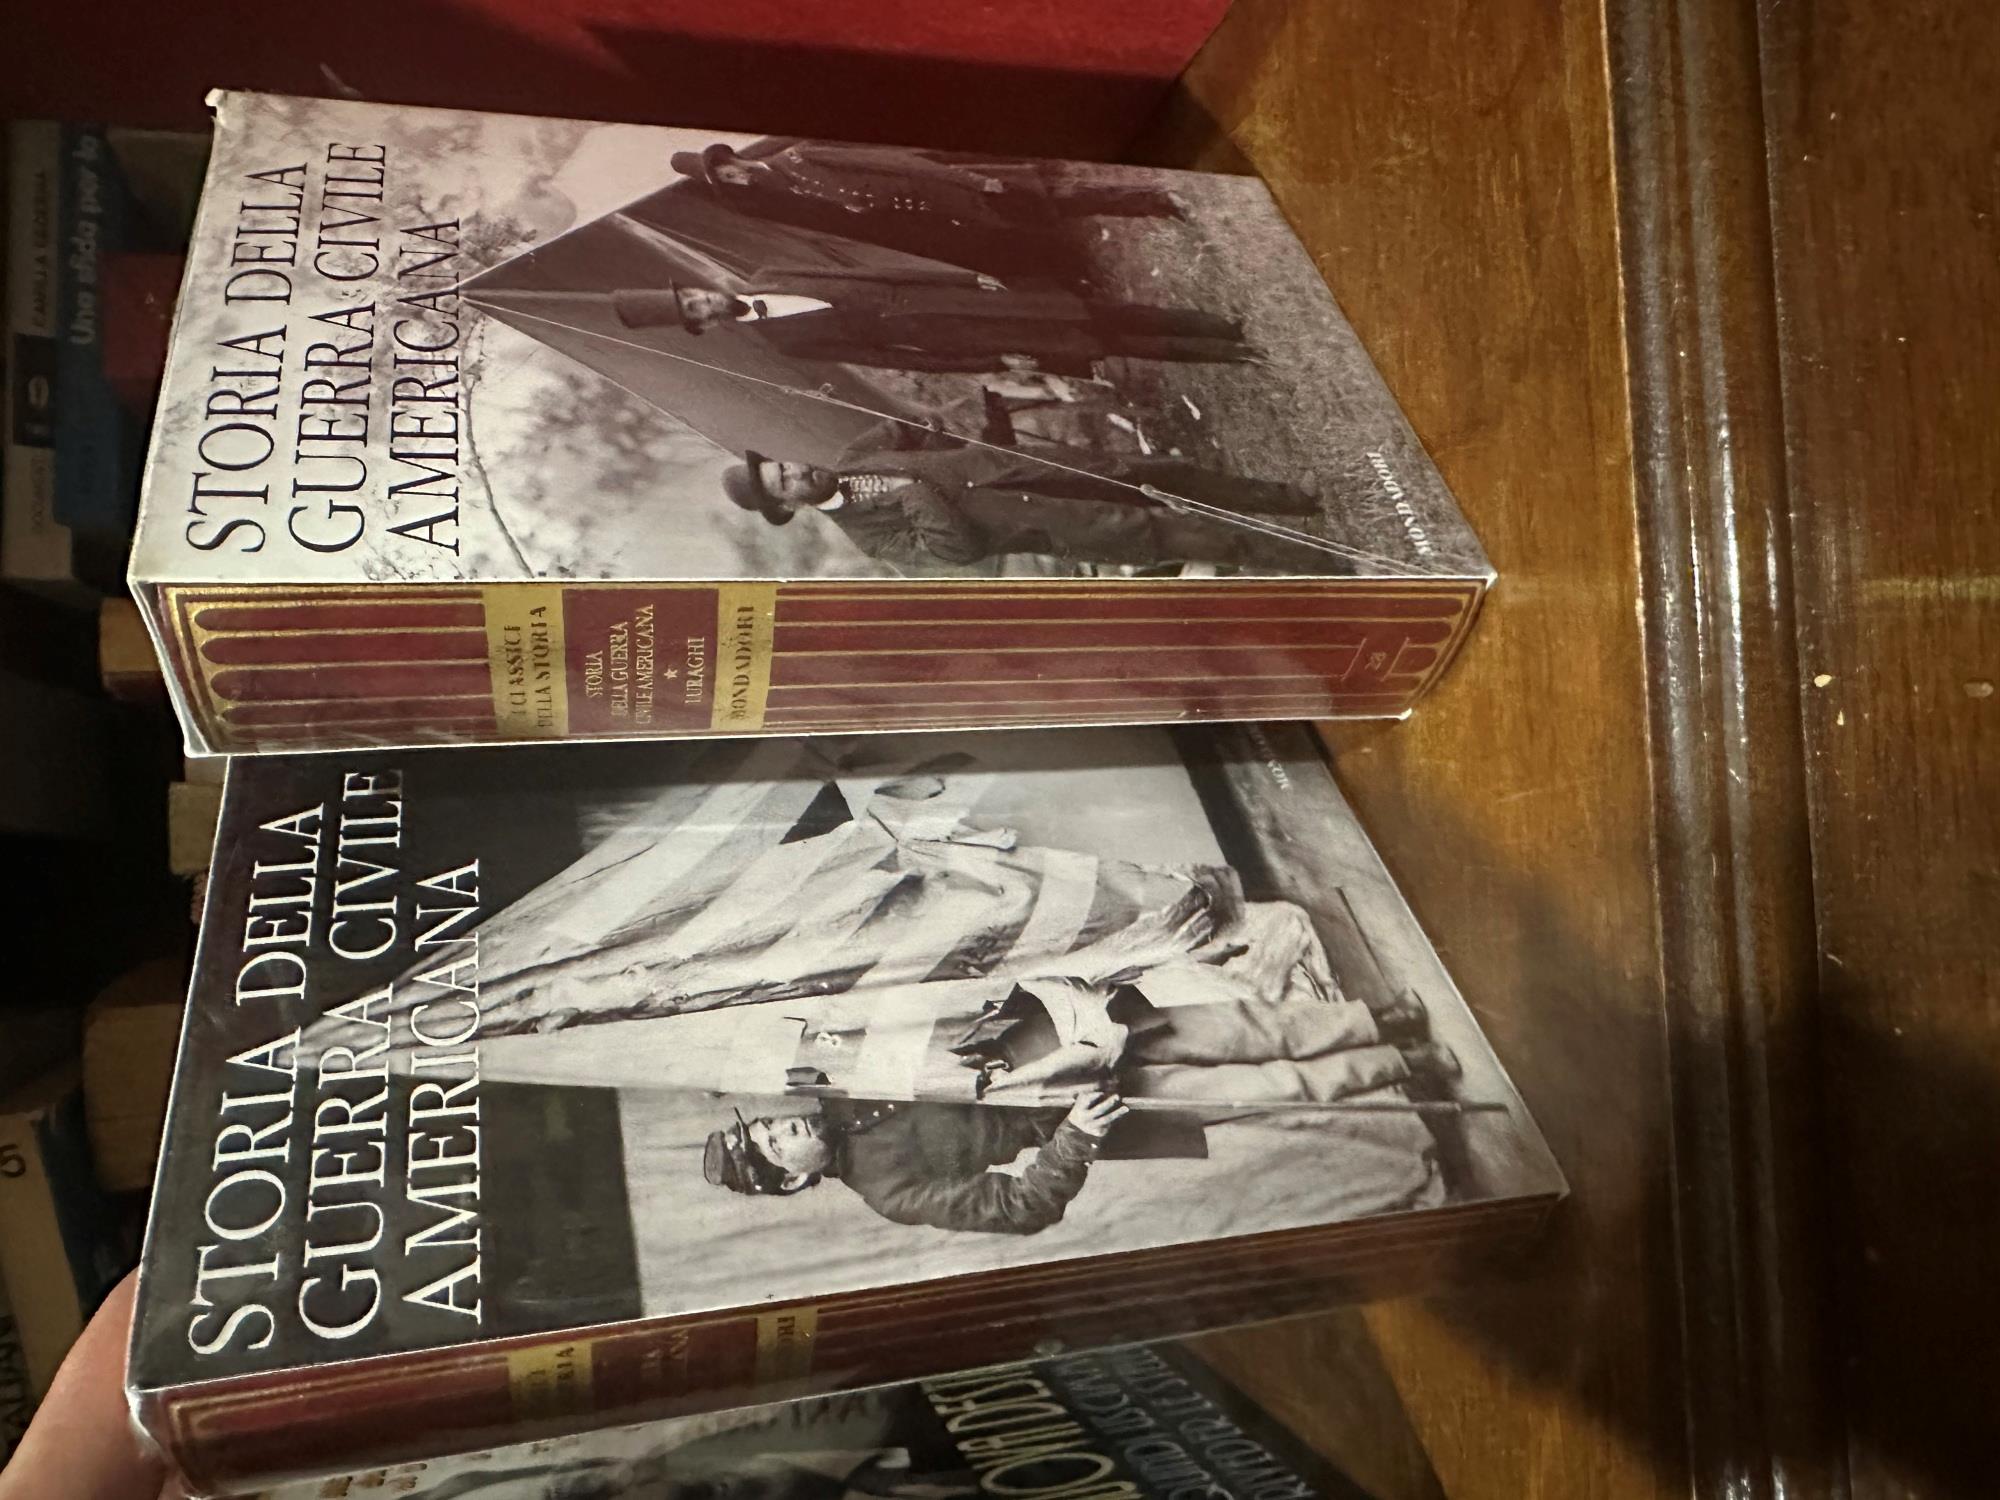 STORIA DELLA
GUERRA CIVILE
AMERICANA
MONDADORI
I CLASSICI
DELLA STORIA
STORIA
DELLA GUERRA
CIVILE AMERICANA
★
LURAGHI
MONDADORI
STORIA DELLA
GUERRA CIVILE
AMERICANA
Una sfida per la